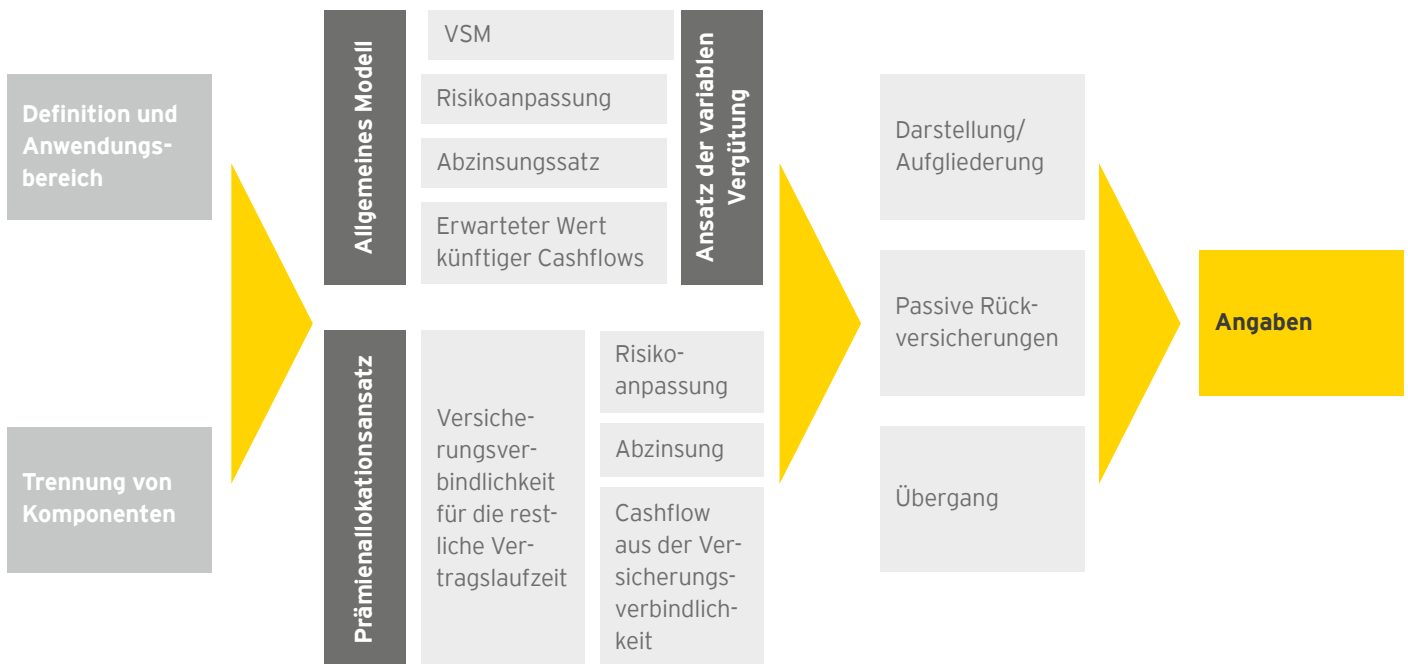 Definition und
Anwendungs-
bereich
Trennung von
Komponenten
Allgemeines Modell
VSM
Risikoanpassung
Abzinsungssatz
Erwarteter Wert
künftiger Cashflows
Ansatz der variablen
Vergütung
Prämienallokationsansatz
Versiche-
rungsver-
bindlichkeit
für die rest-
liche Ver-
tragslaufzeit
Risiko-
anpassung
Abzinsung
Cashflow
aus der Ver-
sicherungs-
verbindlich-
keit
Darstellung/
Aufgliederung
Passive Rück-
versicherungen
Übergang
Angaben